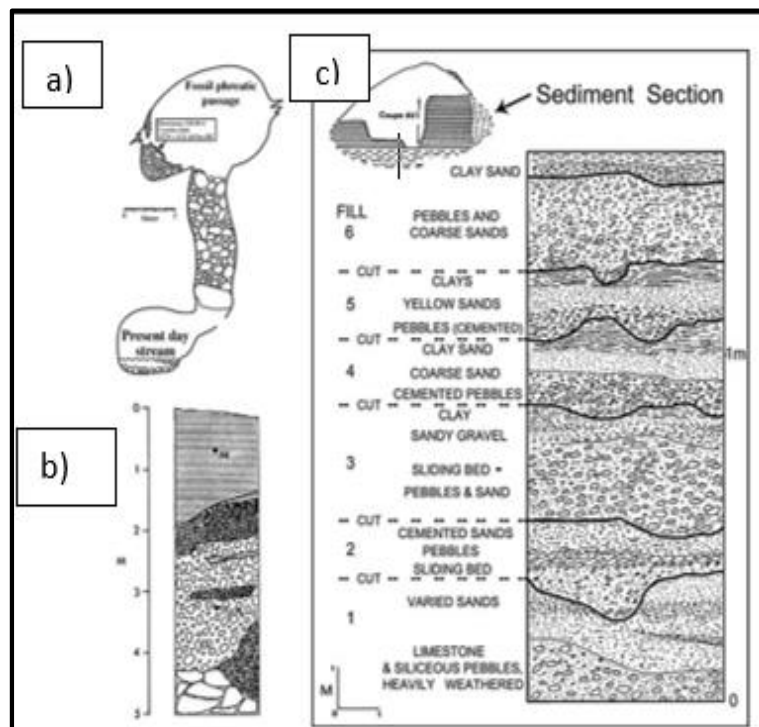 a)
Fossil phreatic
passage
Present day
stream
b)
0
1
2
3
4
5
c)
Sediment Section
CLAY SAND
FILL
6
PEBBLES AND
COARSE SANDS
CUT
CLAYS
5
YELLOW SANDS
PEBBLES (CEMENTED)
CUT
CLAY SAND
1m
4
COARSE SAND
CEMENTED PEBBLES
CUT
CLAY
SANDY GRAVEL
3
SLIDING BED -
PEBBLES & SAND
CUT
CEMENTED SANDS
2
PEBBLES
SLIDING BED
CUT
1
VARIED SANDS
LIMESTONE
& SILICEOUS PEBBLES,
HEAVILY WEATHERED
M
0